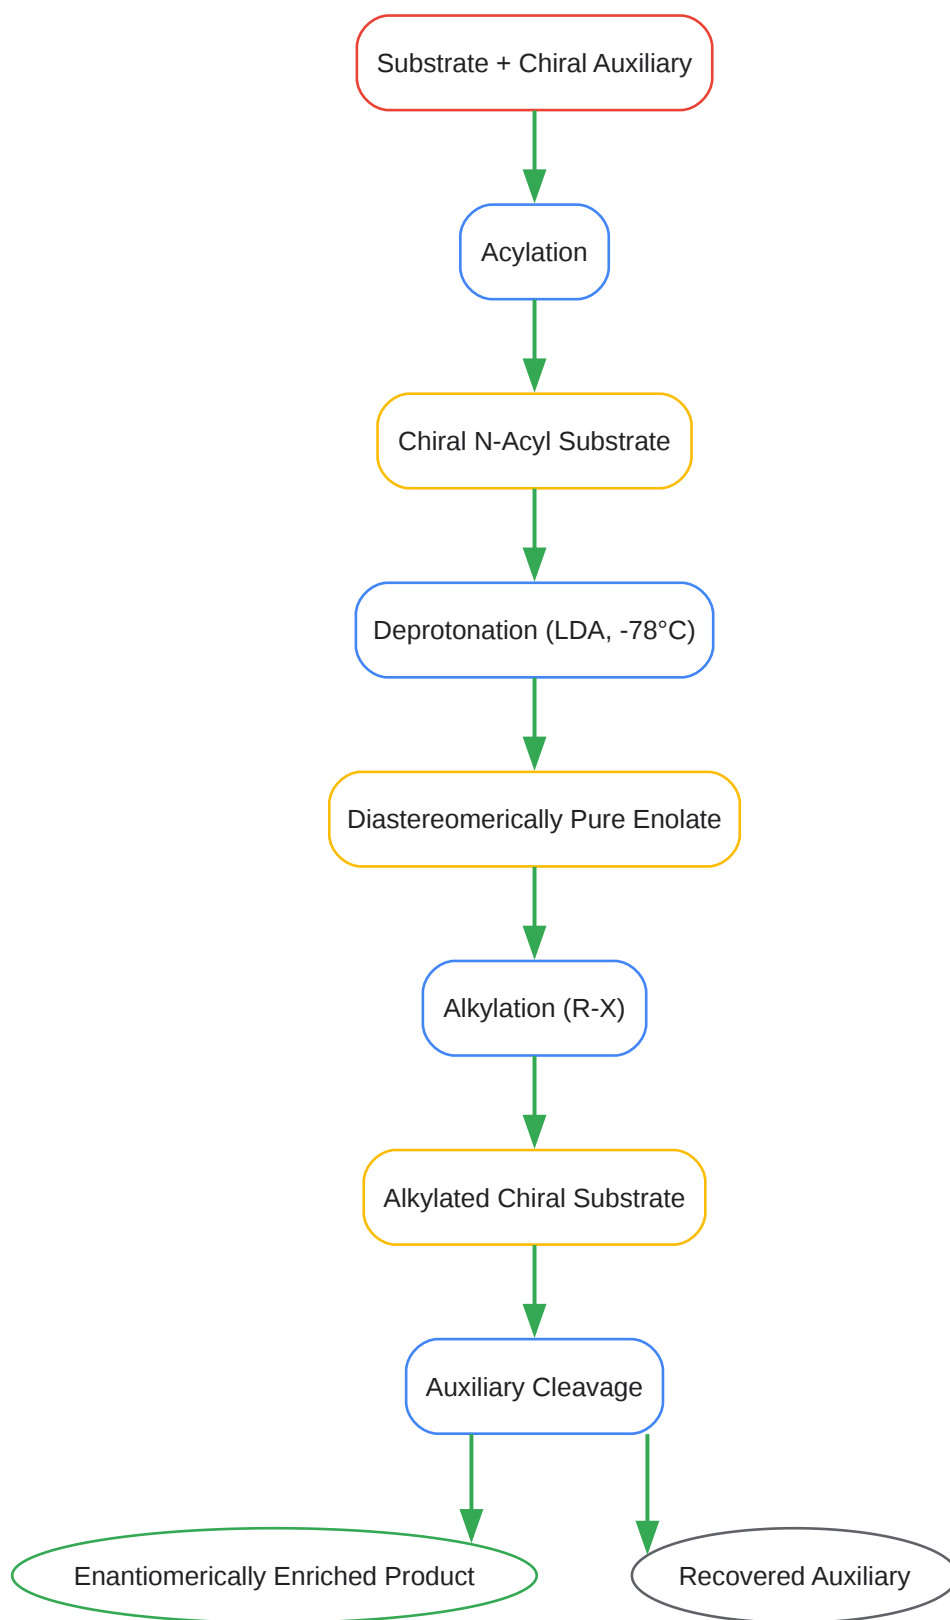 Substrate + Chiral Auxiliary
Acylation
Chiral N-Acyl Substrate
Deprotonation (LDA, -78°C)
Diastereomerically Pure Enolate
Alkylation (R-X)
Alkylated Chiral Substrate
Auxiliary Cleavage
Enantiomerically Enriched Product
Recovered Auxiliary